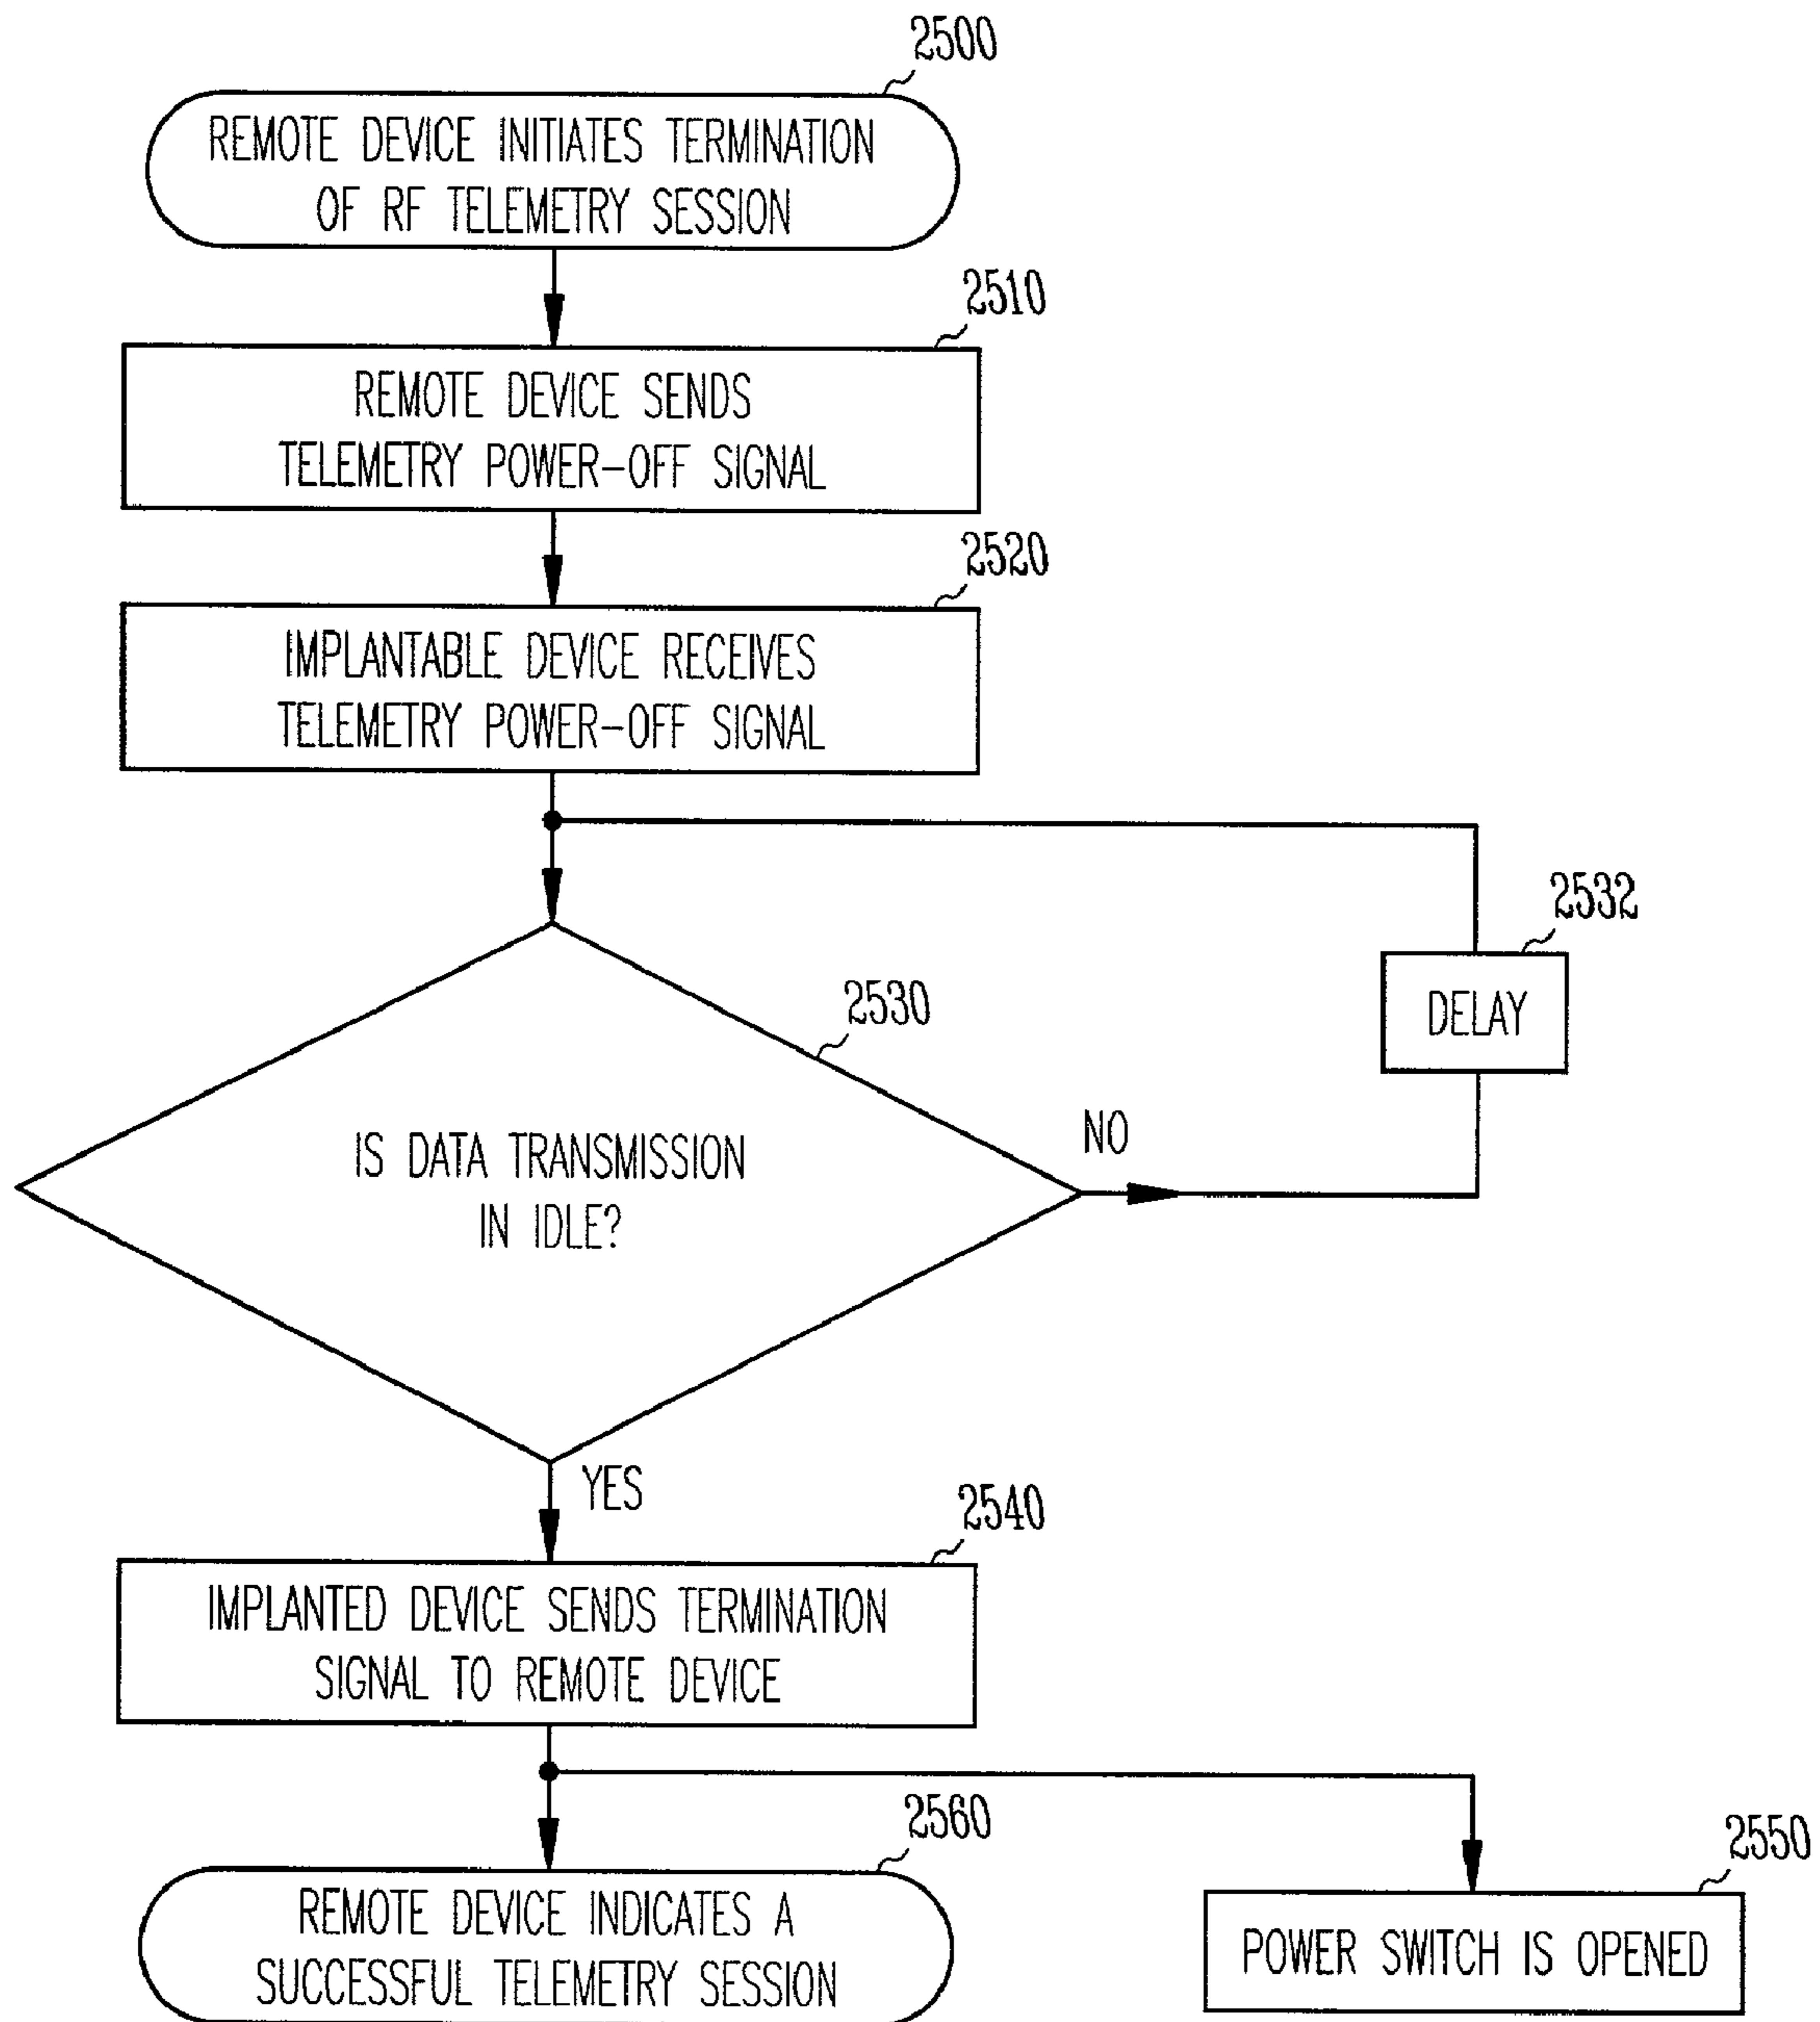 2500
REMOTE DEVICE INITIATES TERMINATION
OF RF TELEMETRY SESSION
2510
REMOTE DEVICE SENDS
TELEMETRY POWER-OFF SIGNAL
2520
IMPLANTABLE DEVICE RECEIVES
TELEMETRY POWER-OFF SIGNAL
2532
DELAY
2530
IS DATA TRANSMISSION
IN IDLE?
NO
YES
2540
IMPLANTED DEVICE SENDS TERMINATION
SIGNAL TO REMOTE DEVICE
2560
REMOTE DEVICE INDICATES A
SUCCESSFUL TELEMETRY SESSION
2550
POWER SWITCH IS OPENED